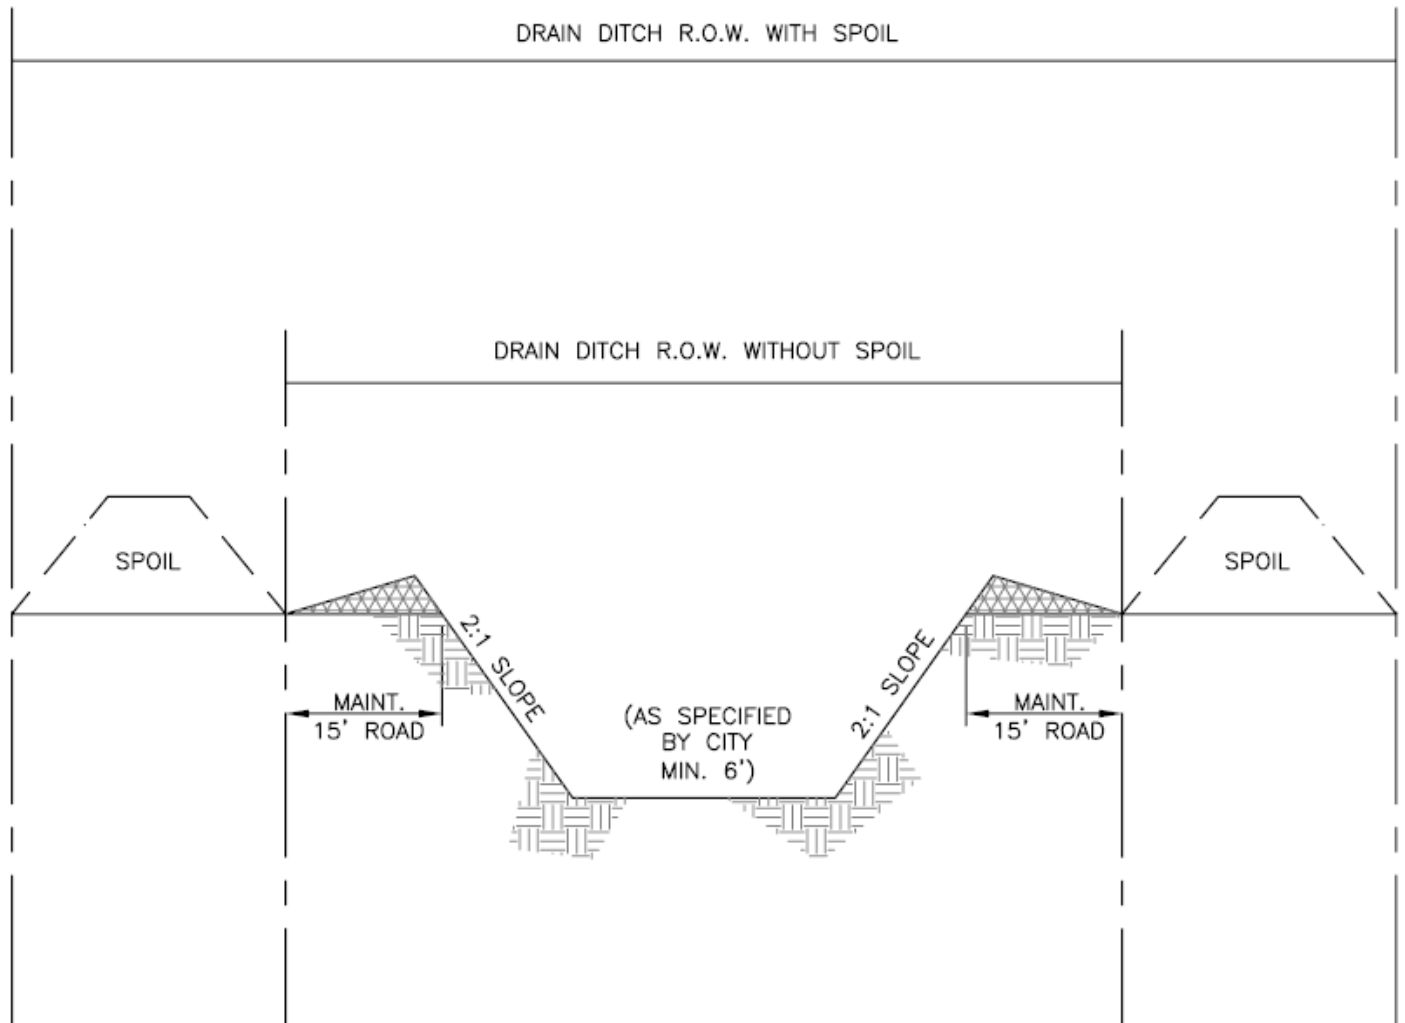 DRAIN DITCH R.O.W. WITH SPOIL
DRAIN DITCH R.O.W. WITHOUT SPOIL
SPOIL
SPOIL
2:1 SLOPE
2:1 SLOPE
MAINT.
15' ROAD
(AS SPECIFIED
BY CITY
MIN. 6')
MAINT.
15' ROAD